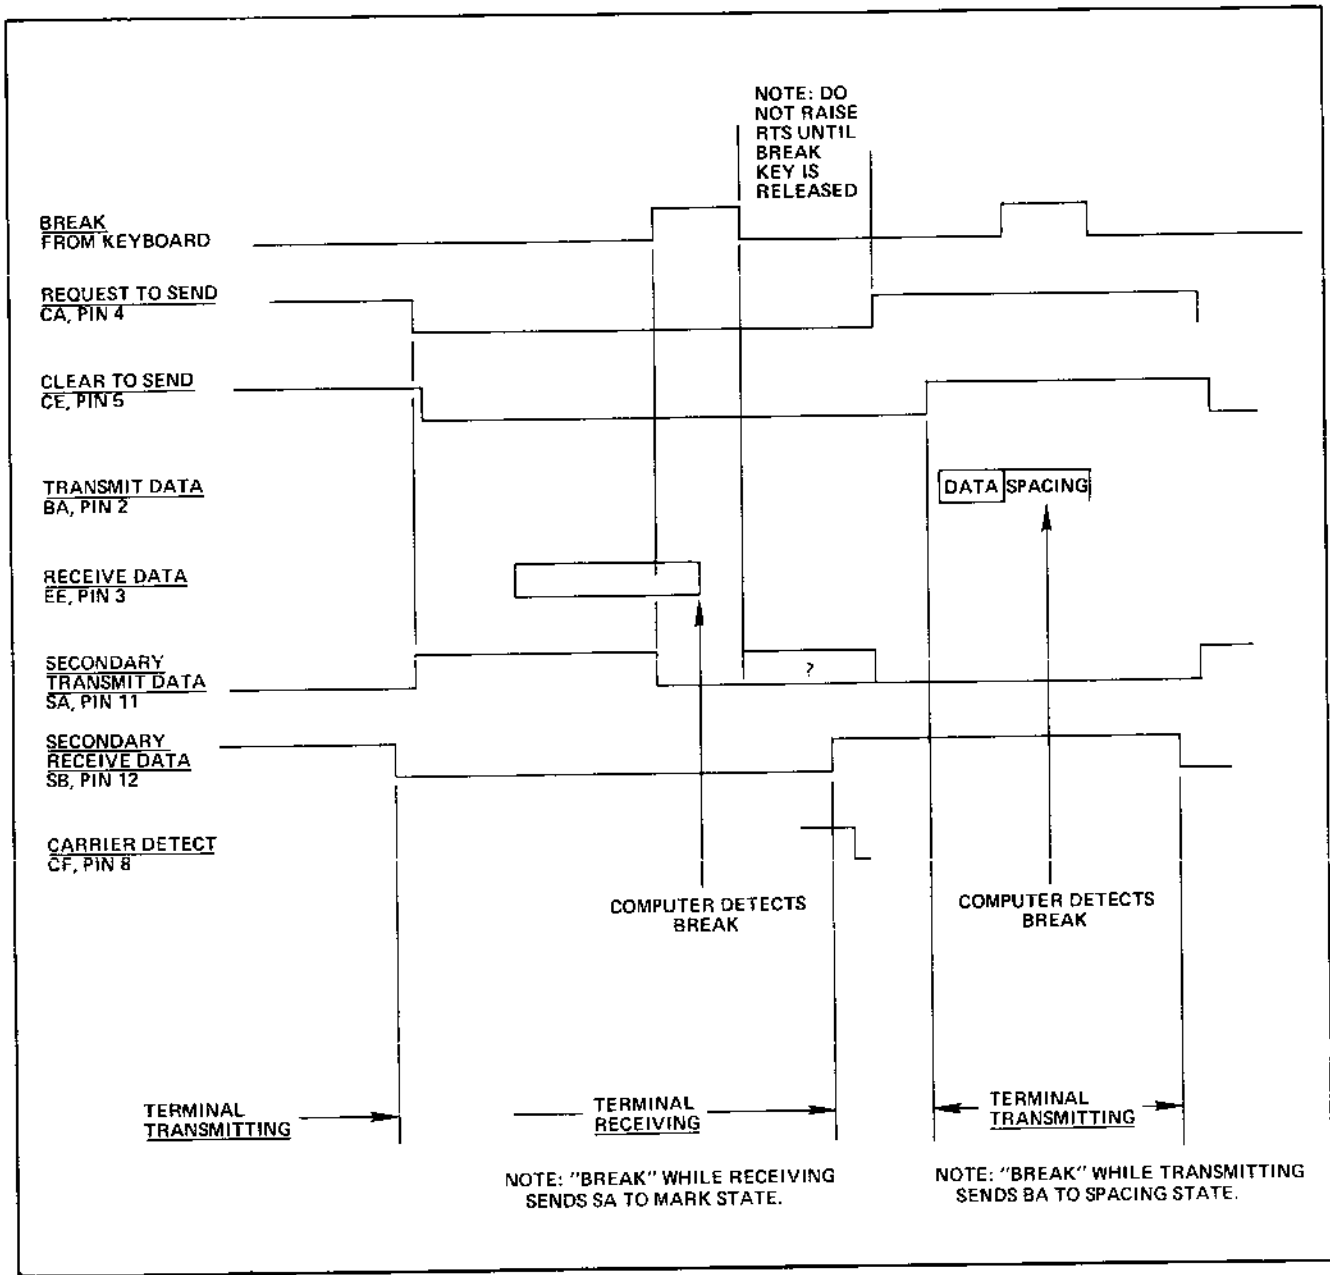 NOTE: DO
NOT RAISE
RTS UNTIL
BREAK
KEY IS
RELEASED
BREAK
FROM KEYBOARD
REQUEST TO SEND
CA, PIN 4
CLEAR TO SEND
CE, PIN 5
TRANSMIT DATA
BA, PIN 2
DATA SPACING
RECEIVE DATA
EE, PIN 3
SECONDARY
TRANSMIT DATA
SA, PIN 11
?
SECONDARY
RECEIVE DATA
SB, PIN 12
CARRIER DETECT
CF, PIN 8
COMPUTER DETECTS
BREAK
COMPUTER DETECTS
BREAK
TERMINAL
TRANSMITTING
TERMINAL
RECEIVING
TERMINAL
TRANSMITTING
NOTE: "BREAK" WHILE RECEIVING
SENDS SA TO MARK STATE.
NOTE: "BREAK" WHILE TRANSMITTING
SENDS BA TO SPACING STATE.